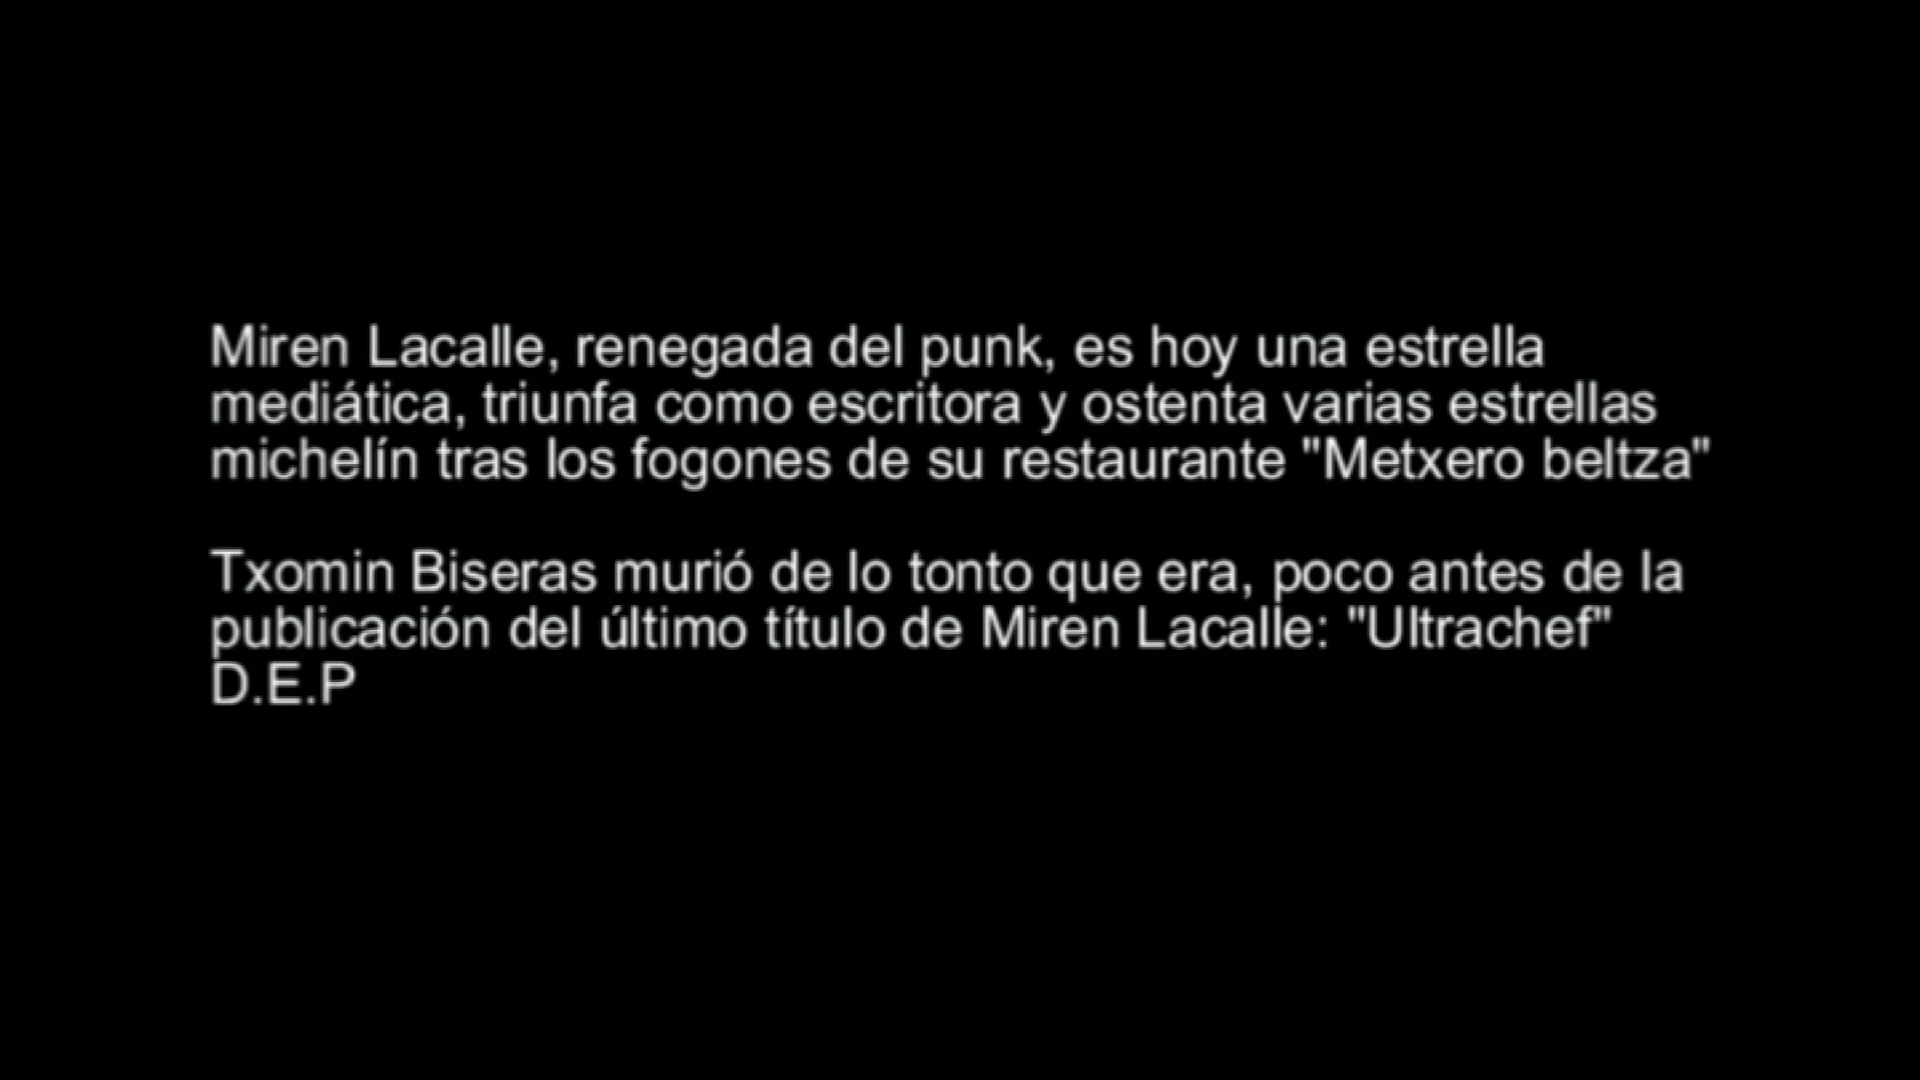 Miren Lacalle, renegada del punk, es hoy una estrella
mediática, triunfa como escritora y ostenta varias estrellas
michelín tras los fogones de su restaurante "Metxero beltza"
Txomin Biseras murió de lo tonto que era, poco antes de la
publicación del último título de Miren Lacalle: "Ultrachef"
D.E.P